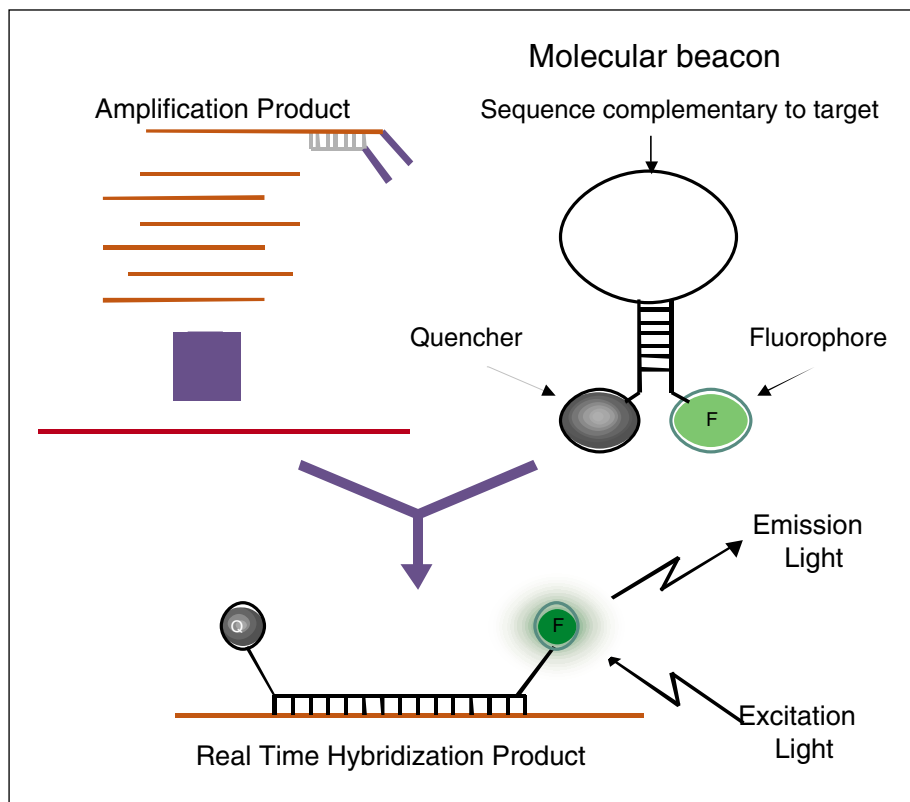 Molecular beacon
Amplification Product
Sequence complementary to target
Quencher
Fluorophore
F
Emission
Light
Q
F
Excitation
Light
Real Time Hybridization Product